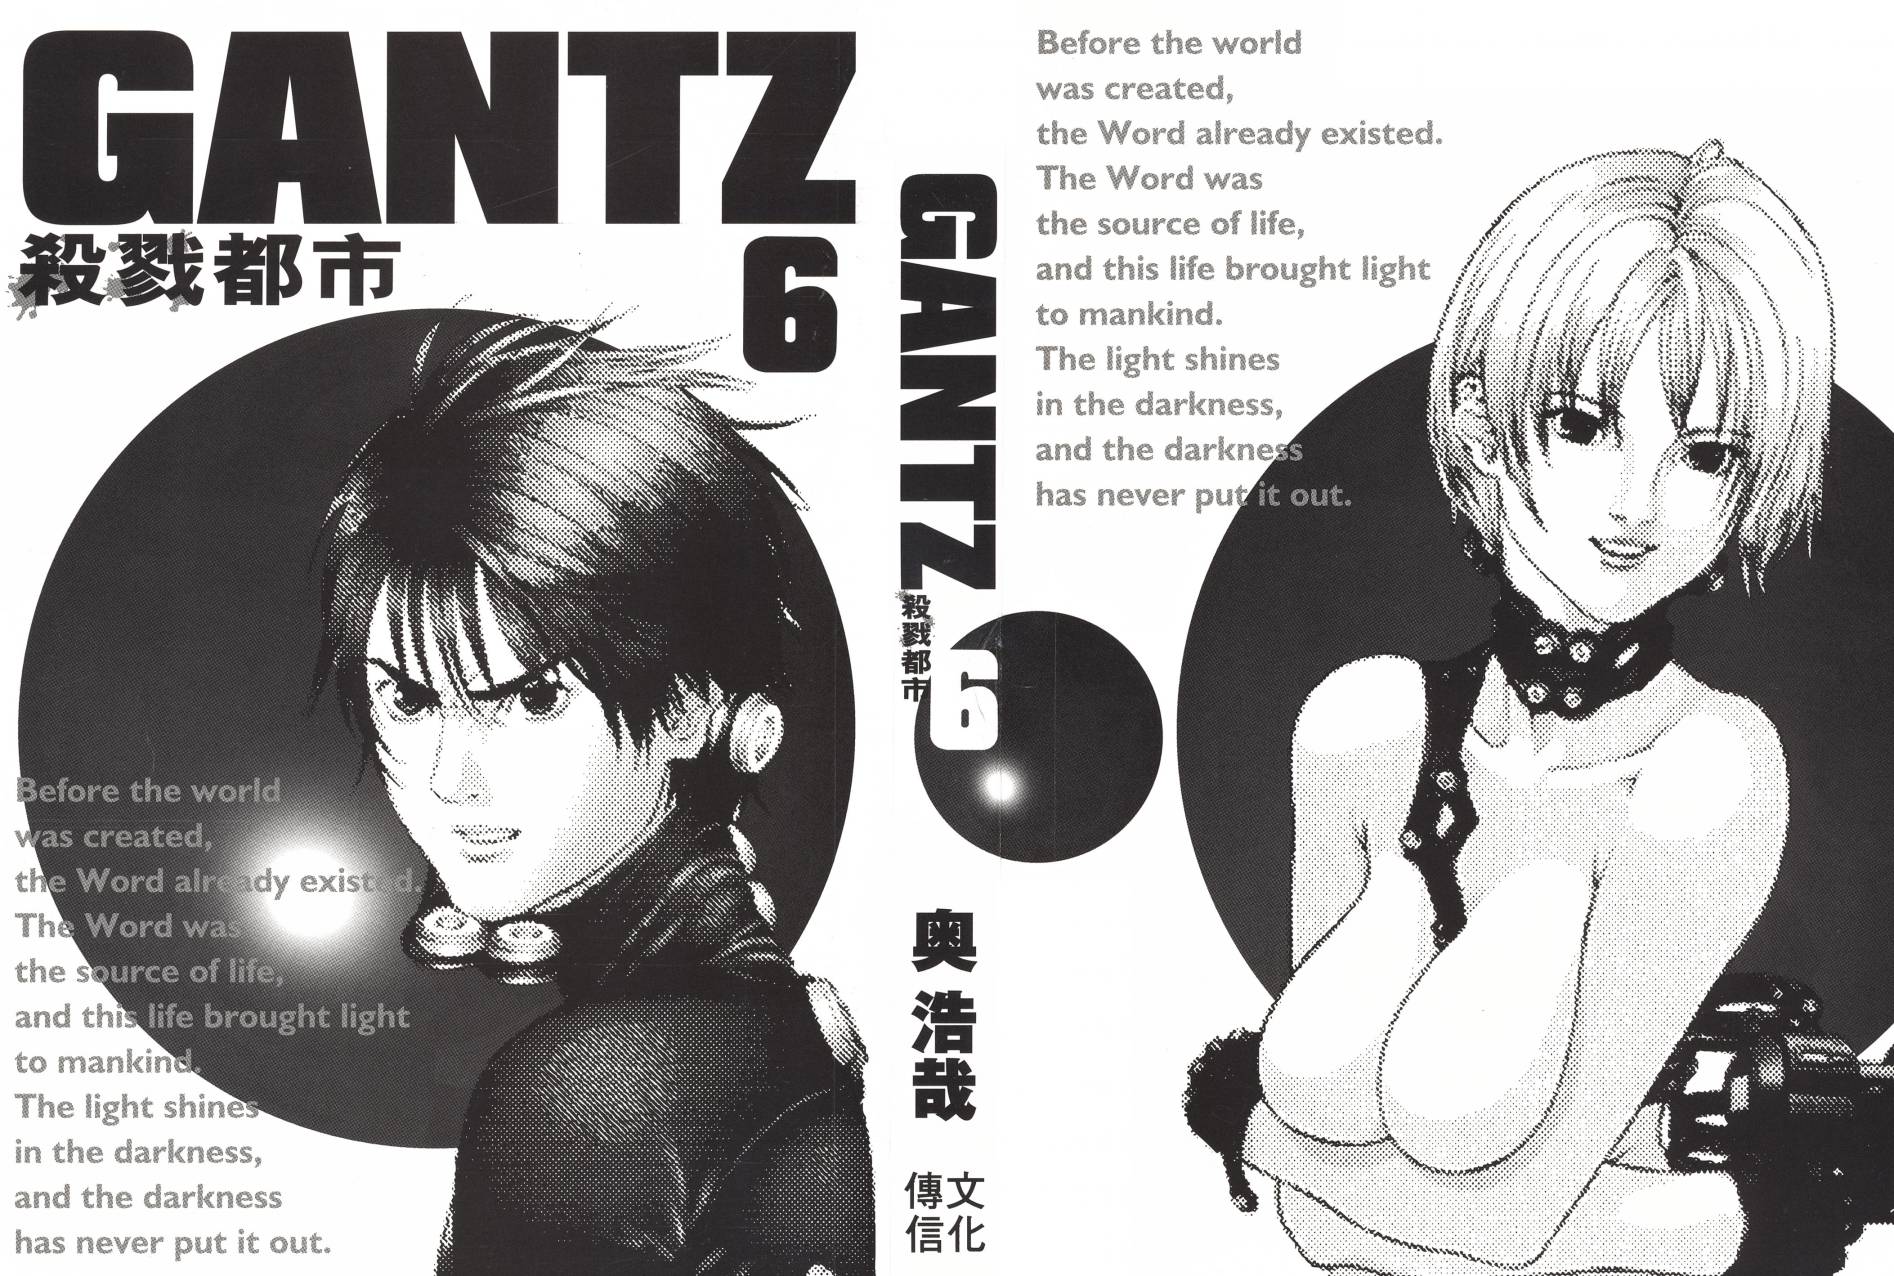 GANTZ
殺戮都市
6
Before the world
was created,
the Word already existed.
The Word was
the source of life,
and this life brought light
to mankind.
The light shines
in the darkness,
and the darkness
has never put it out.
GANTZ
殺戮都市
6
奥 浩哉
文化
傳信
Before the world
was created,
the Word already existed.
The Word was
the source of life,
and this life brought light
to mankind.
The light shines
in the darkness,
and the darkness
has never put it out.